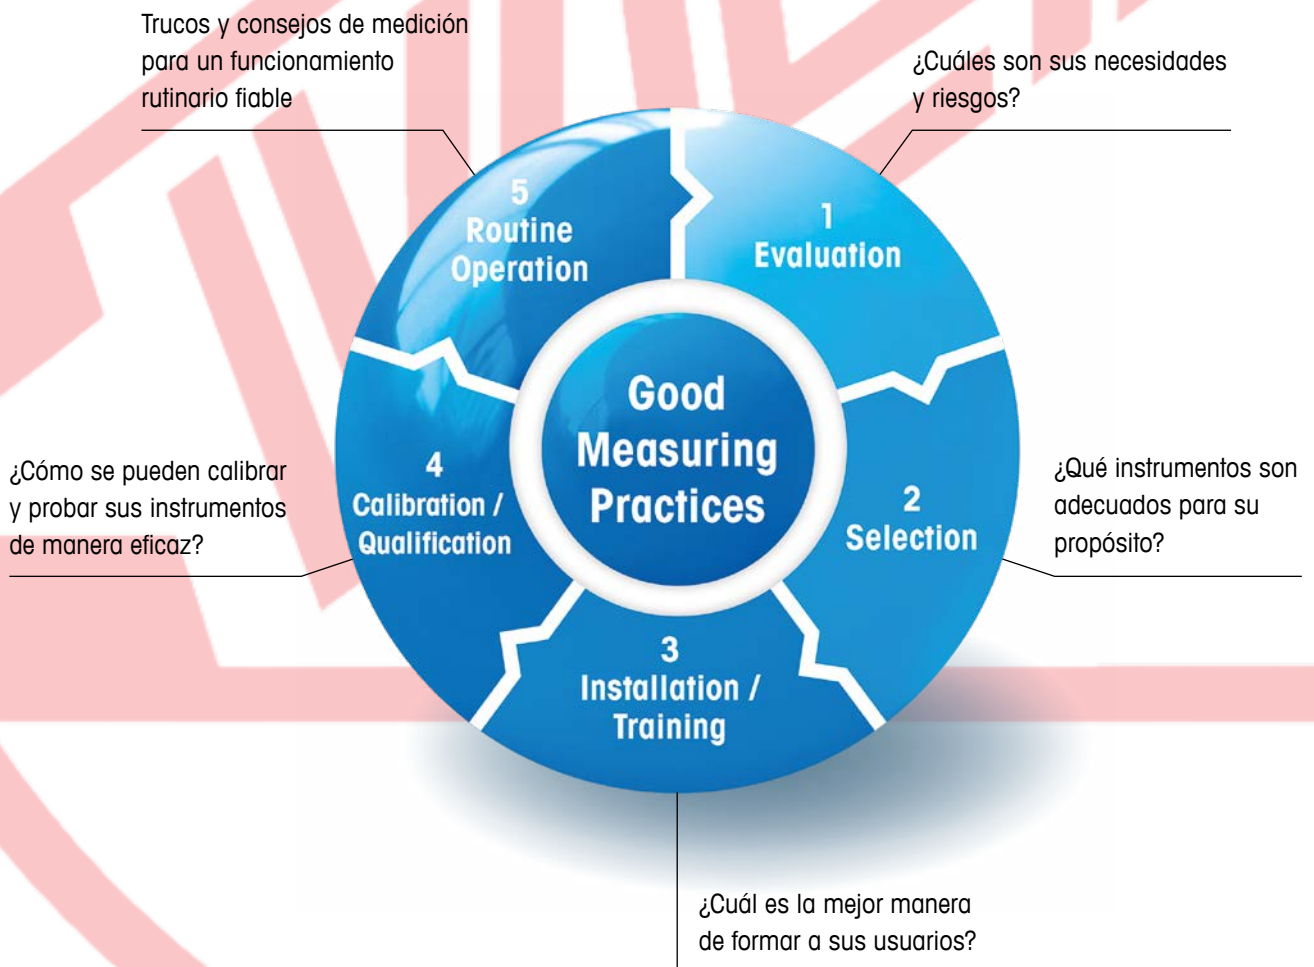 Trucos y consejos de medición
para un funcionamiento
rutinario fiable
¿Cuáles son sus necesidades
y riesgos?
5
Routine
Operation
1
Evaluation
Good
Measuring
Practices
¿Cómo se pueden calibrar
y probar sus instrumentos
de manera eficaz?
4
Calibration /
Qualification
2
Selection
¿Qué instrumentos son
adecuados para su
propósito?
3
Installation /
Training
¿Cuál es la mejor manera
de formar a sus usuarios?